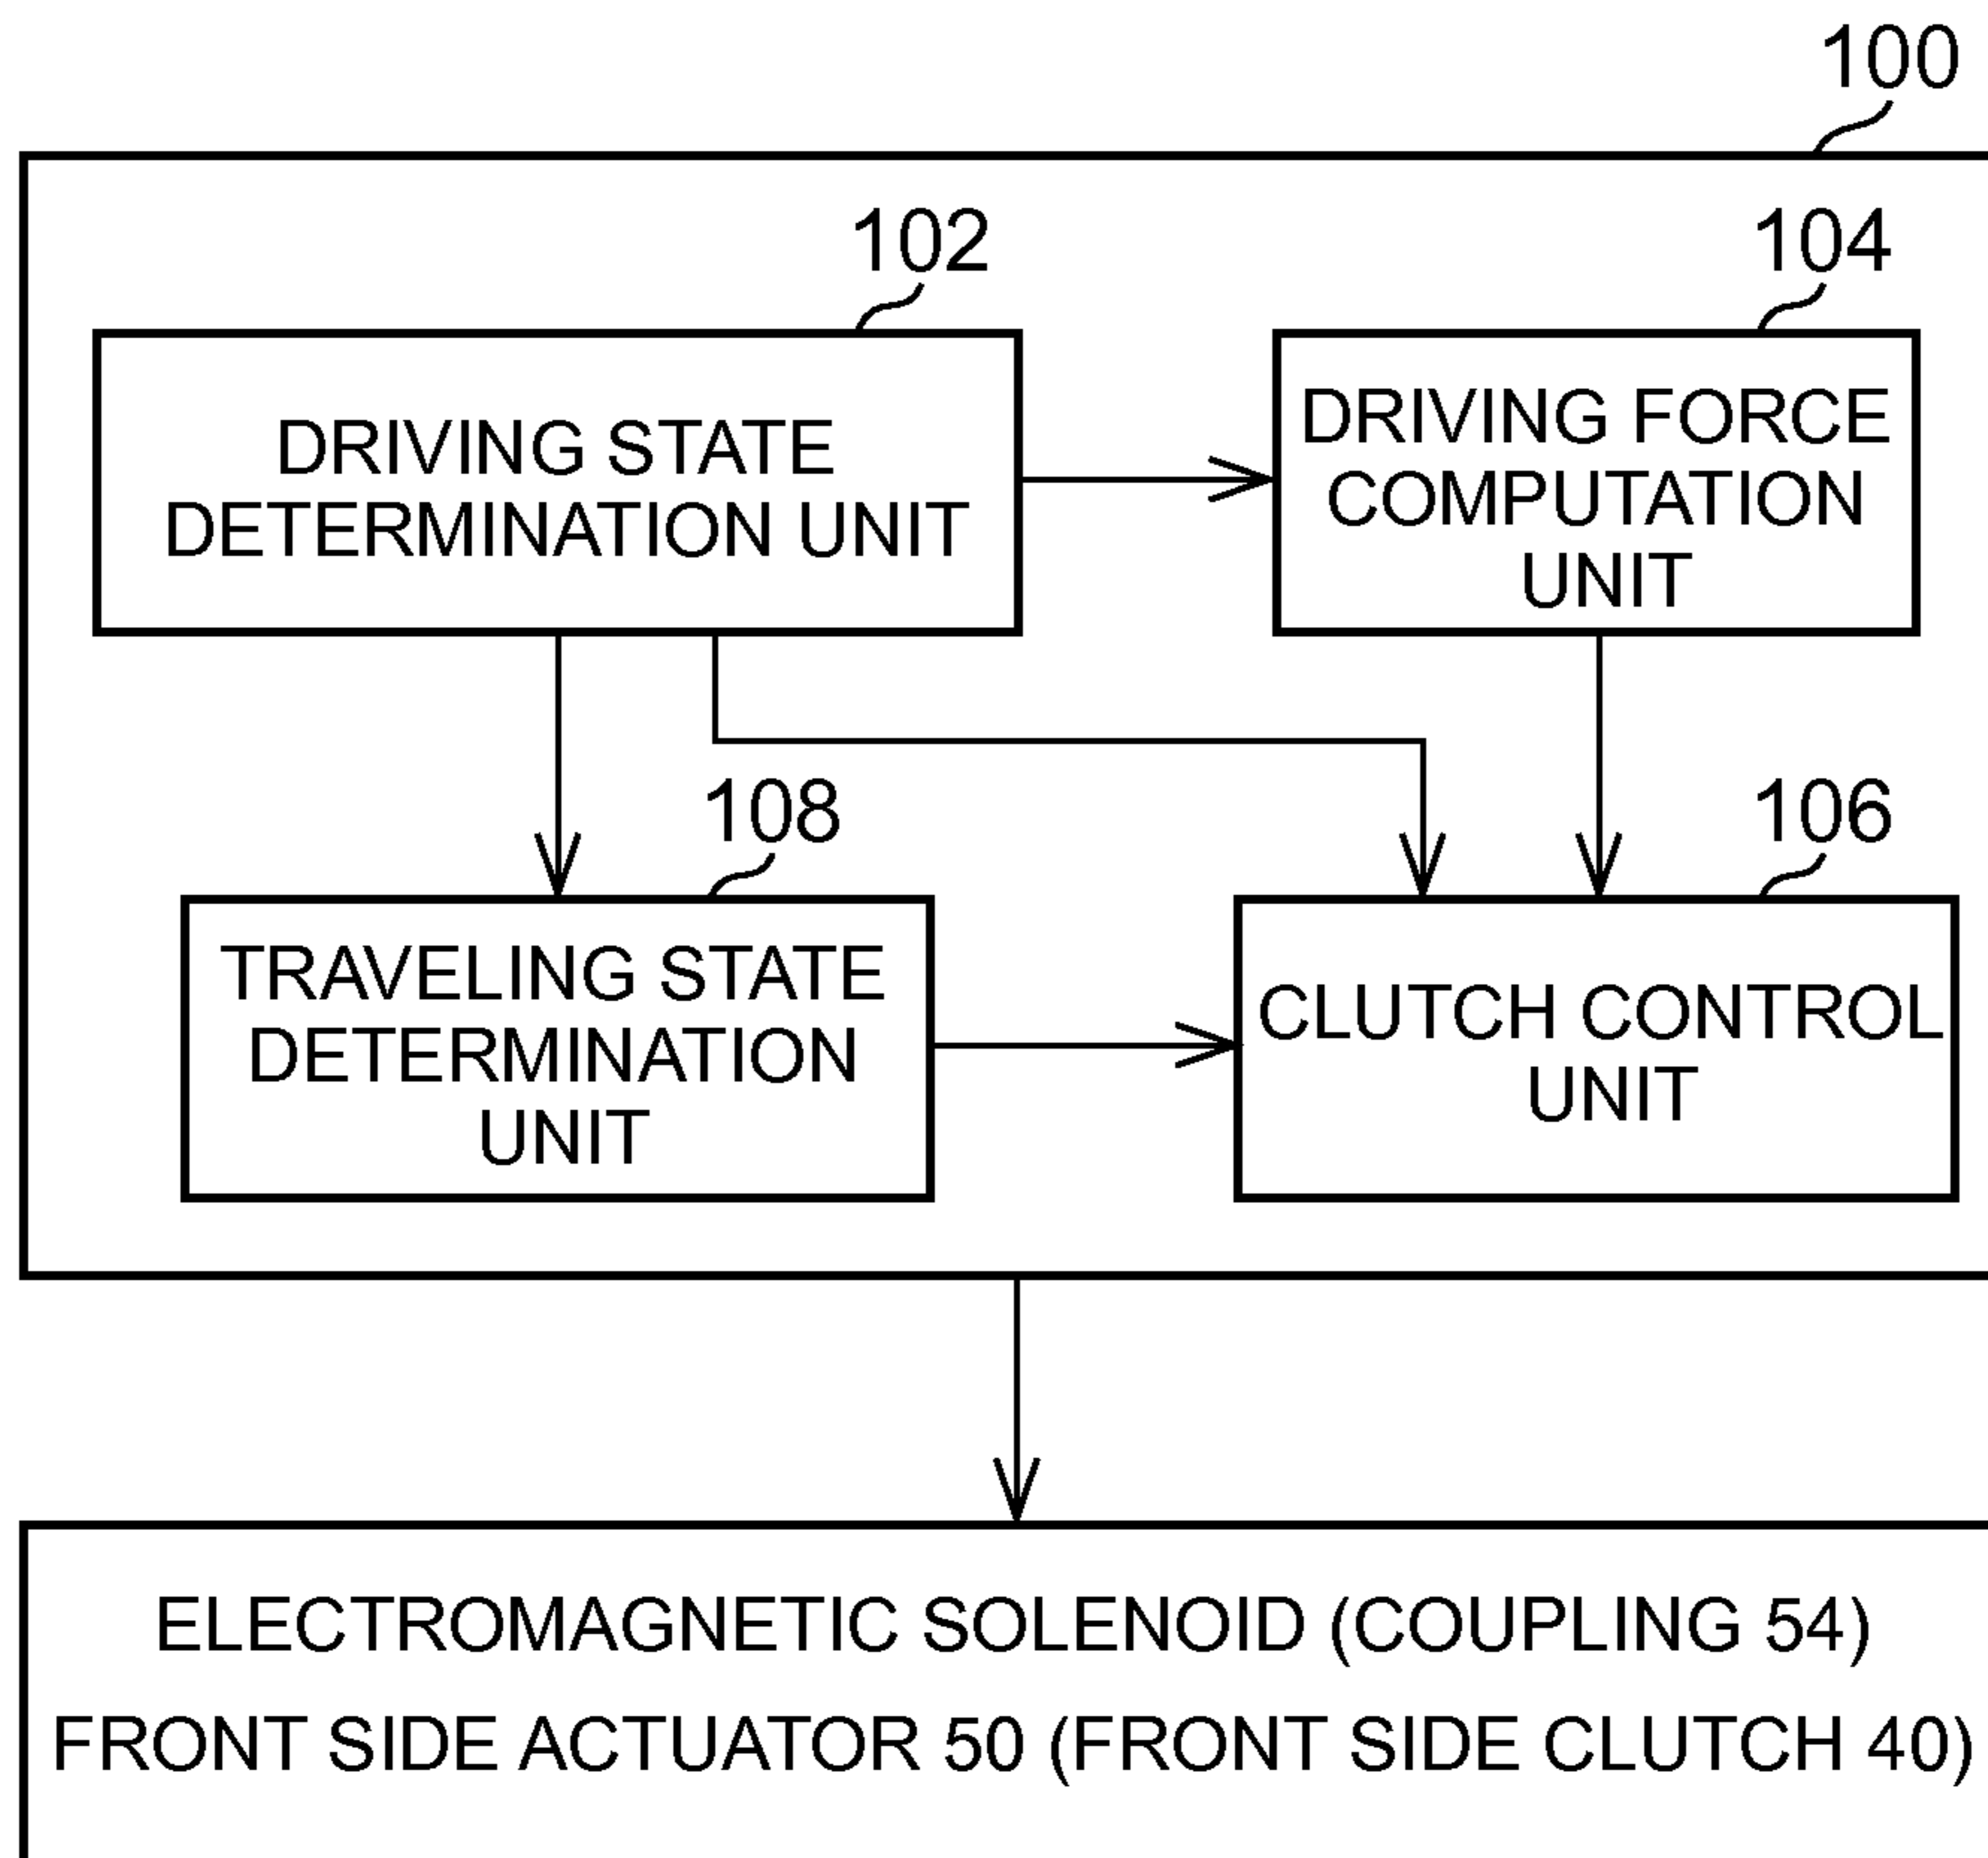 100
102
104
DRIVING STATE
DETERMINATION UNIT
DRIVING FORCE
COMPUTATION
UNIT
108
106
TRAVELING STATE
DETERMINATION
UNIT
CLUTCH CONTROL
UNIT
ELECTROMAGNETIC SOLENOID (COUPLING 54)
FRONT SIDE ACTUATOR 50 (FRONT SIDE CLUTCH 40)